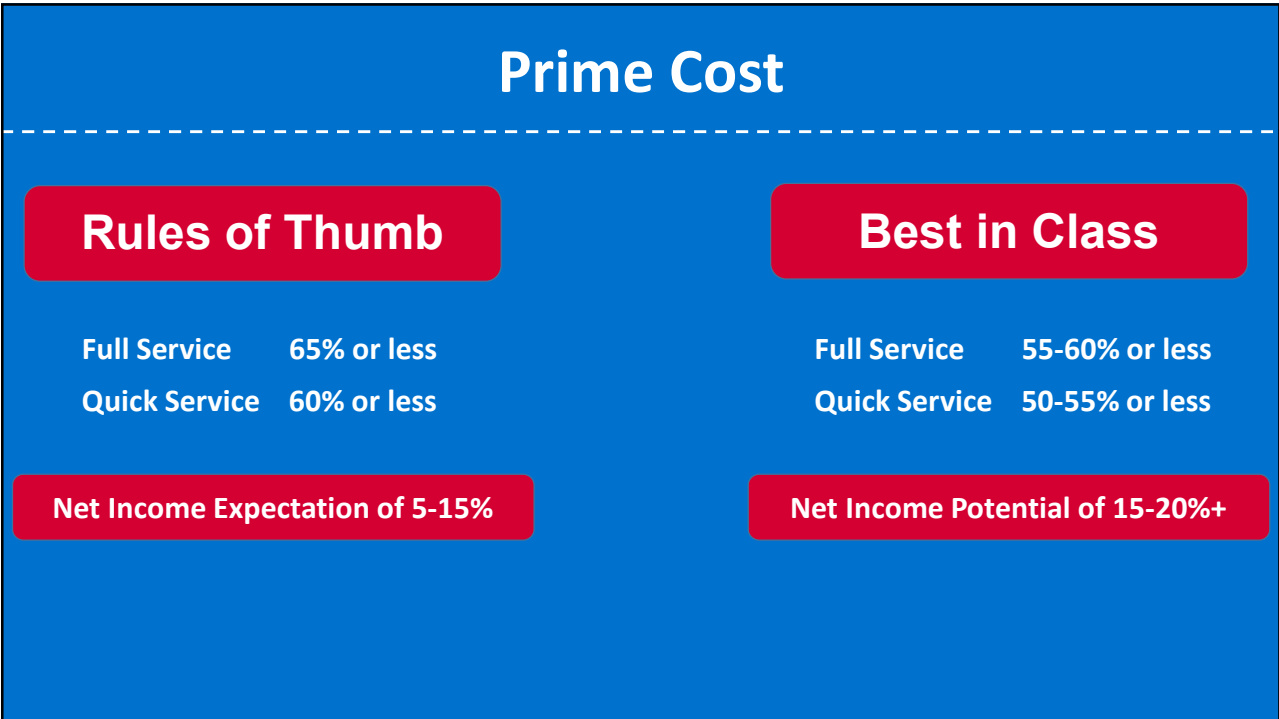 Prime Cost
Rules of Thumb
Full Service 65% or less
Quick Service 60% or less
Net Income Expectation of 5-15%
Best in Class
Full Service 55-60% or less
Quick Service 50-55% or less
Net Income Potential of 15-20%+